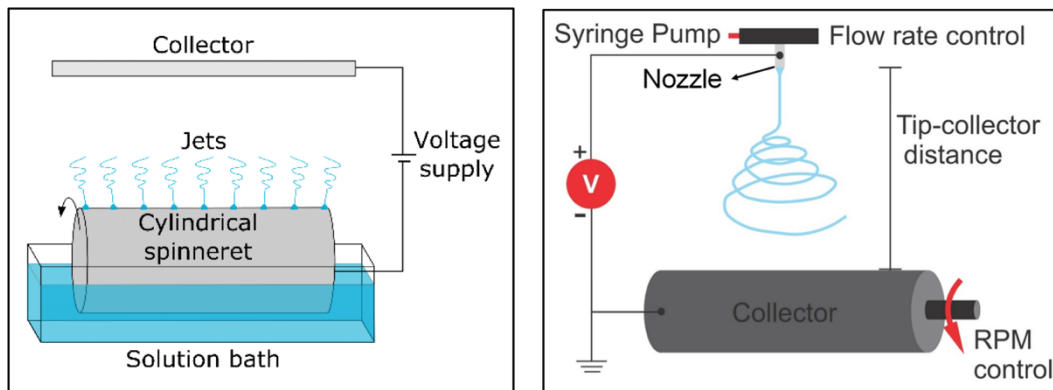 Collector
Jets
Voltage
supply
Cylindrical
spinneret
Solution bath
Syringe Pump
Flow rate control
Nozzle
Tip-collector
distance
+
V
-
Collector
RPM
control